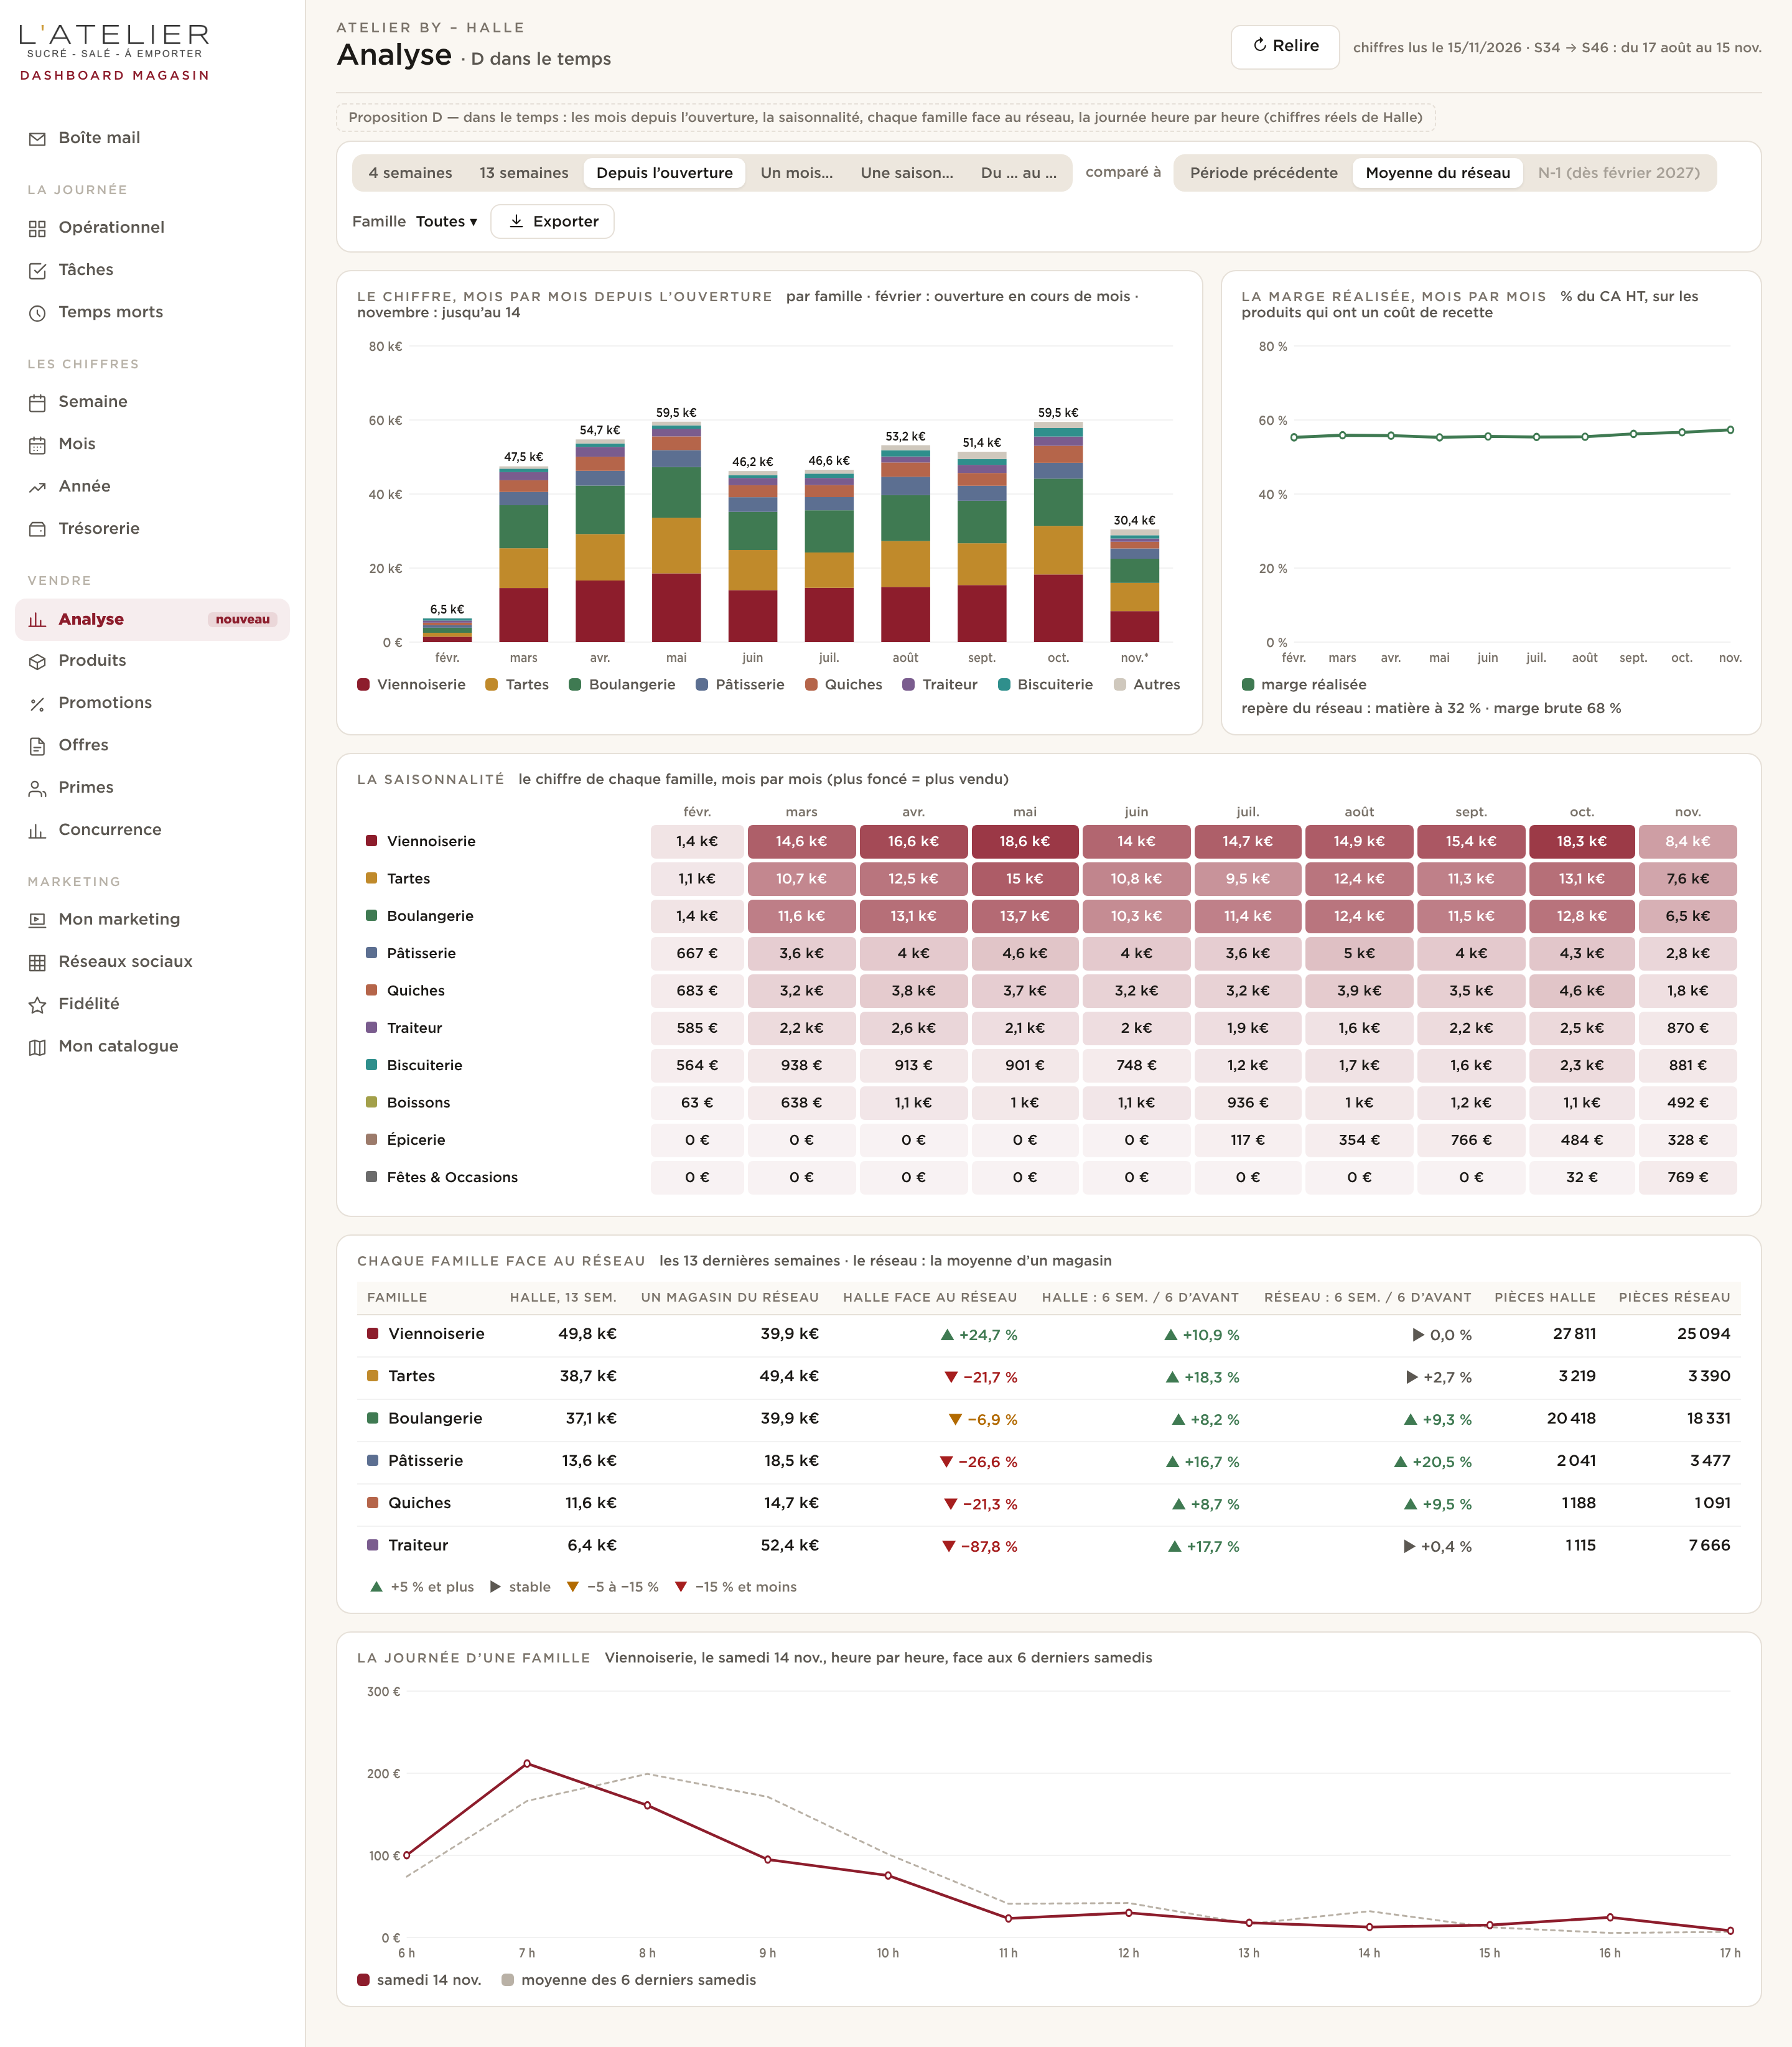 L'ATELIER
SUCRÉ - SALÉ - À EMPORTER
DASHBOARD MAGASIN
Boîte mail
LA JOURNÉE
Opérationnel
Tâches
Temps morts
LES CHIFFRES
Semaine
Mois
Année
Trésorerie
VENDRE
Analyse nouveau
Produits
Promotions
Offres
Primes
Concurrence
MARKETING
Mon marketing
Réseaux sociaux
Fidélité
Mon catalogue
ATELIER BY – HALLE
Analyse · D dans le temps
Relire chiffres lus le 15/11/2026 · S34 → S46 : du 17 août au 15 nov.
Proposition D — dans le temps : les mois depuis l’ouverture, la saisonnalité, chaque famille face au réseau, la journée heure par heure (chiffres réels de Halle)
4 semaines 13 semaines Depuis l’ouverture Un mois... Une saison... Du ... au ... comparé à Période précédente Moyenne du réseau N-1 (dès février 2027)
Famille Toutes ▾ Exporter
LE CHIFFRE, MOIS PAR MOIS DEPUIS L’OUVERTURE par famille · février : ouverture en cours de mois ·
novembre : jusqu’au 14
80 k€
60 k€
40 k€
20 k€
0 €
6,5 k€ 47,5 k€ 54,7 k€ 59,5 k€ 46,2 k€ 46,6 k€ 53,2 k€ 51,4 k€ 59,5 k€ 30,4 k€
févr. mars avr. mai juin juil. août sept. oct. nov.*
Viennoiserie Tartes Boulangerie Pâtisserie Quiches Traiteur Biscuiterie Autres
LA MARGE RÉALISÉE, MOIS PAR MOIS % du CA HT, sur les
produits qui ont un coût de recette
80 %
60 %
40 %
20 %
0 %
févr. mars avr. mai juin juil. août sept. oct. nov.
marge réalisée
repère du réseau : matière à 32 % · marge brute 68 %
LA SAISONNALITÉ le chiffre de chaque famille, mois par mois (plus foncé = plus vendu)
févr. mars avr. mai juin juil. août sept. oct. nov.
Viennoiserie 1,4 k€ 14,6 k€ 16,6 k€ 18,6 k€ 14 k€ 14,7 k€ 14,9 k€ 15,4 k€ 18,3 k€ 8,4 k€
Tartes 1,1 k€ 10,7 k€ 12,5 k€ 15 k€ 10,8 k€ 9,5 k€ 12,4 k€ 11,3 k€ 13,1 k€ 7,6 k€
Boulangerie 1,4 k€ 11,6 k€ 13,1 k€ 13,7 k€ 10,3 k€ 11,4 k€ 12,4 k€ 11,5 k€ 12,8 k€ 6,5 k€
Pâtisserie 667 € 3,6 k€ 4 k€ 4,6 k€ 4 k€ 3,6 k€ 5 k€ 4 k€ 4,3 k€ 2,8 k€
Quiches 683 € 3,2 k€ 3,8 k€ 3,7 k€ 3,2 k€ 3,2 k€ 3,9 k€ 3,5 k€ 4,6 k€ 1,8 k€
Traiteur 585 € 2,2 k€ 2,6 k€ 2,1 k€ 2 k€ 1,9 k€ 1,6 k€ 2,2 k€ 2,5 k€ 870 €
Biscuiterie 564 € 938 € 913 € 901 € 748 € 1,2 k€ 1,7 k€ 1,6 k€ 2,3 k€ 881 €
Boissons 63 € 638 € 1,1 k€ 1 k€ 1,1 k€ 936 € 1 k€ 1,2 k€ 1,1 k€ 492 €
Épicerie 0 € 0 € 0 € 0 € 0 € 117 € 354 € 766 € 484 € 328 €
Fêtes & Occasions 0 € 0 € 0 € 0 € 0 € 0 € 0 € 0 € 32 € 769 €
CHAQUE FAMILLE FACE AU RÉSEAU les 13 dernières semaines · le réseau : la moyenne d’un magasin
FAMILLE HALLE, 13 SEM. UN MAGASIN DU RÉSEAU HALLE FACE AU RÉSEAU HALLE : 6 SEM. / 6 D’AVANT RÉSEAU : 6 SEM. / 6 D’AVANT PIÈCES HALLE PIÈCES RÉSEAU
Viennoiserie 49,8 k€ 39,9 k€ ▲ +24,7 % ▲ +10,9 % ▶ 0,0 % 27 811 25 094
Tartes 38,7 k€ 49,4 k€ ▼ −21,7 % ▲ +18,3 % ▶ +2,7 % 3 219 3 390
Boulangerie 37,1 k€ 39,9 k€ ▼ −6,9 % ▲ +8,2 % ▲ +9,3 % 20 418 18 331
Pâtisserie 13,6 k€ 18,5 k€ ▼ −26,6 % ▲ +16,7 % ▲ +20,5 % 2 041 3 477
Quiches 11,6 k€ 14,7 k€ ▼ −21,3 % ▲ +8,7 % ▲ +9,5 % 1 188 1 091
Traiteur 6,4 k€ 52,4 k€ ▼ −87,8 % ▲ +17,7 % ▶ +0,4 % 1 115 7 666
▲ +5 % et plus ▶ stable ▼ −5 à −15 % ▼ −15 % et moins
LA JOURNÉE D’UNE FAMILLE Viennoiserie, le samedi 14 nov., heure par heure, face aux 6 derniers samedis
300 €
200 €
100 €
0 €
6 h 7 h 8 h 9 h 10 h 11 h 12 h 13 h 14 h 15 h 16 h 17 h
samedi 14 nov. moyenne des 6 derniers samedis